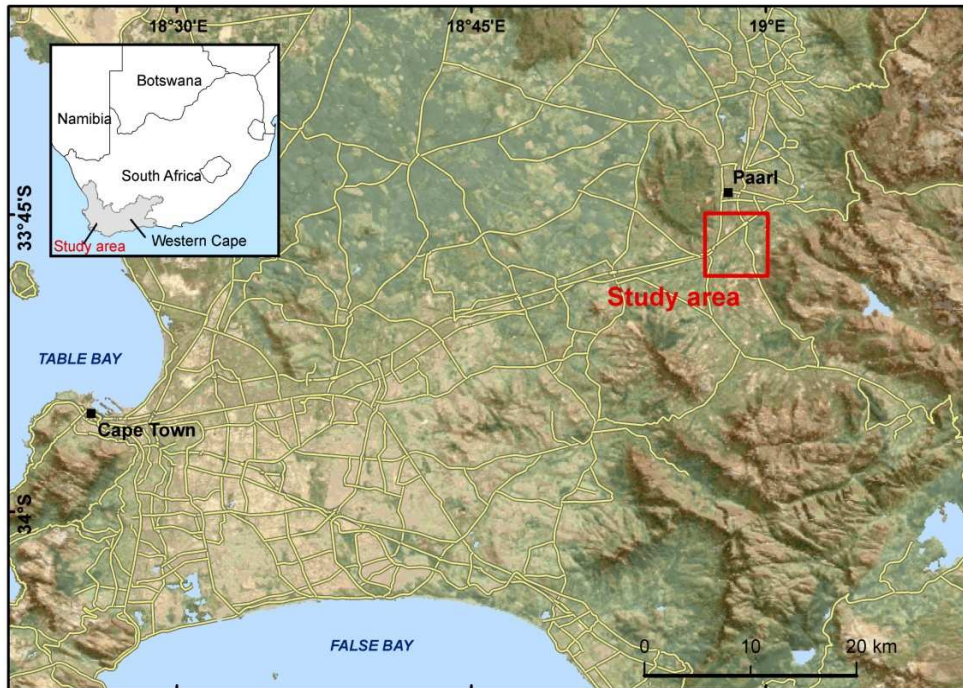 18°30'E
18°45'E
19°E
Botswana
Namibia
South Africa
Study area
Western Cape
33°45'S
Paarl
Study area
TABLE BAY
Cape Town
34°S
FALSE BAY
0 10 20 km